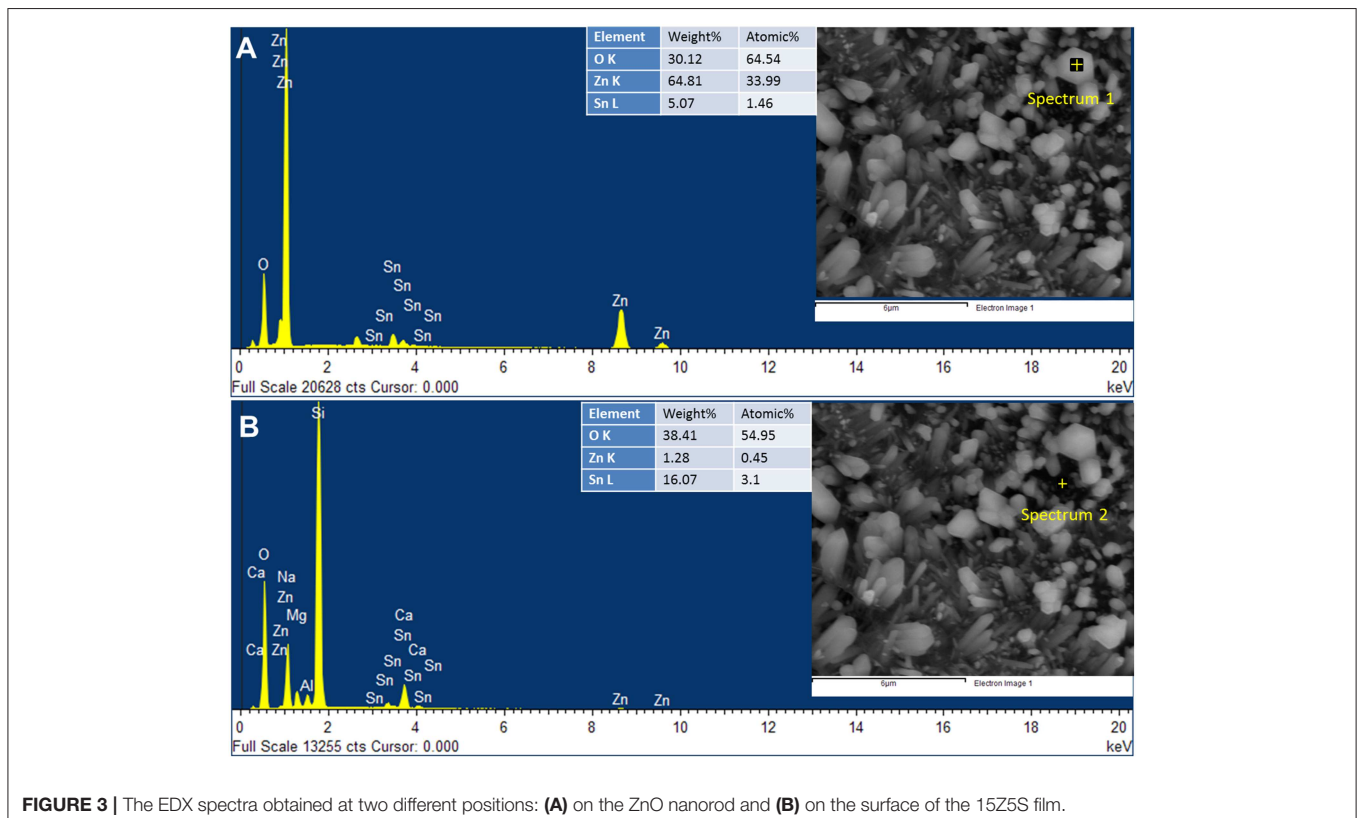 A
Zn
Zn
Zn
O
Sn
Sn
Sn
Sn
Sn
Sn
Sn
Zn
Zn
0 2 4 6 8 10 12 14 16 18 20
Full Scale 20628 cts Cursor: 0.000 keV
Element Weight% Atomic%
O K 30.12 64.54
Zn K 64.81 33.99
Sn L 5.07 1.46
Spectrum 1
6µm Electron Image 1
B
Si
O
Ca Na
Zn
Mg
Zn
Ca Zn
Al
Ca
Sn
Ca
Sn Sn
Sn Sn
Sn Sn
Zn Zn
0 2 4 6 8 10 12 14 16 18 20
Full Scale 13255 cts Cursor: 0.000 keV
Element Weight% Atomic%
O K 38.41 54.95
Zn K 1.28 0.45
Sn L 16.07 3.1
Spectrum 2
6µm Electron Image 1
FIGURE 3 | The EDX spectra obtained at two different positions: (A) on the ZnO nanorod and (B) on the surface of the 15Z5S film.